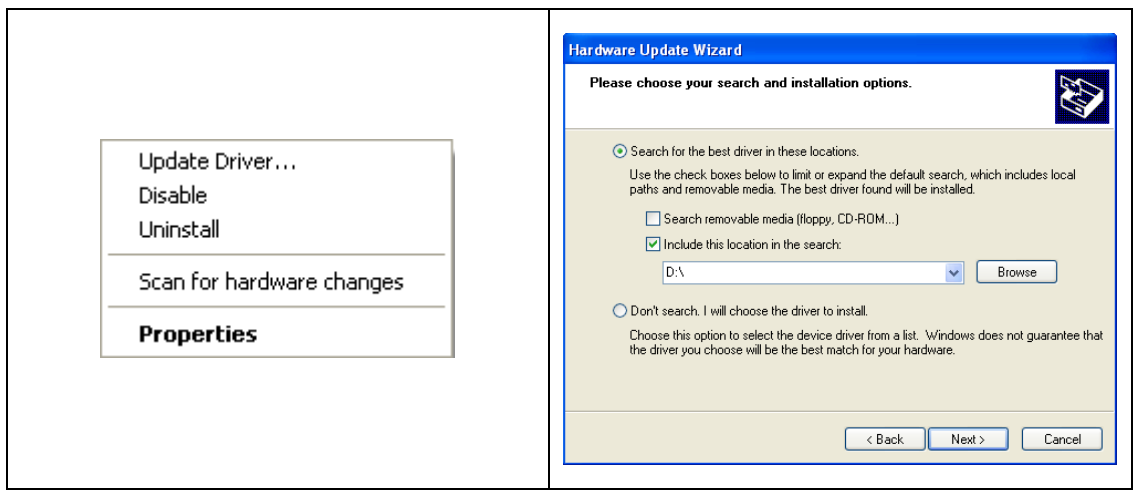 Update Driver...
Disable
Uninstall
Scan for hardware changes
Properties
Hardware Update Wizard
Please choose your search and installation options.
Search for the best driver in these locations.
Use the check boxes below to limit or expand the default search, which includes local
paths and removable media. The best driver found will be installed.
Search removable media (floppy, CD-ROM...)
Include this location in the search:
D:\
Browse
Don't search. I will choose the driver to install.
Choose this option to select the device driver from a list. Windows does not guarantee that
the driver you choose will be the best match for your hardware.
< Back
Next >
Cancel